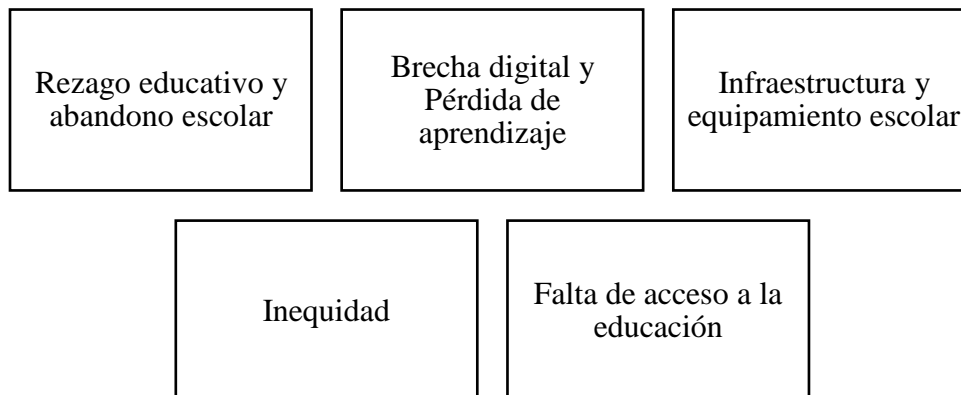 Rezago educativo y
abandono escolar
Brecha digital y
Pérdida de
aprendizaje
Infraestructura y
equipamiento escolar
Inequidad
Falta de acceso a la
educación